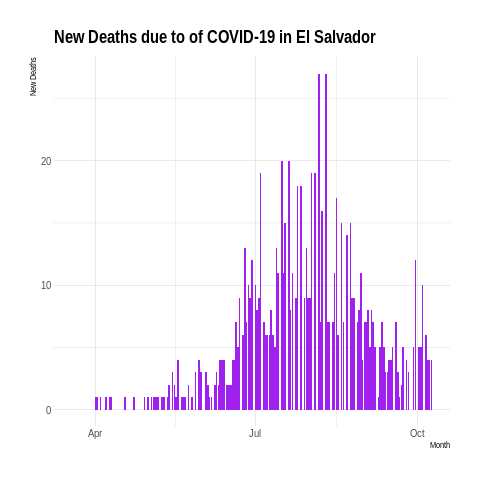 New Deaths due to of COVID-19 in El Salvador
New Deaths
20
10
0
Apr Jul Oct
Month